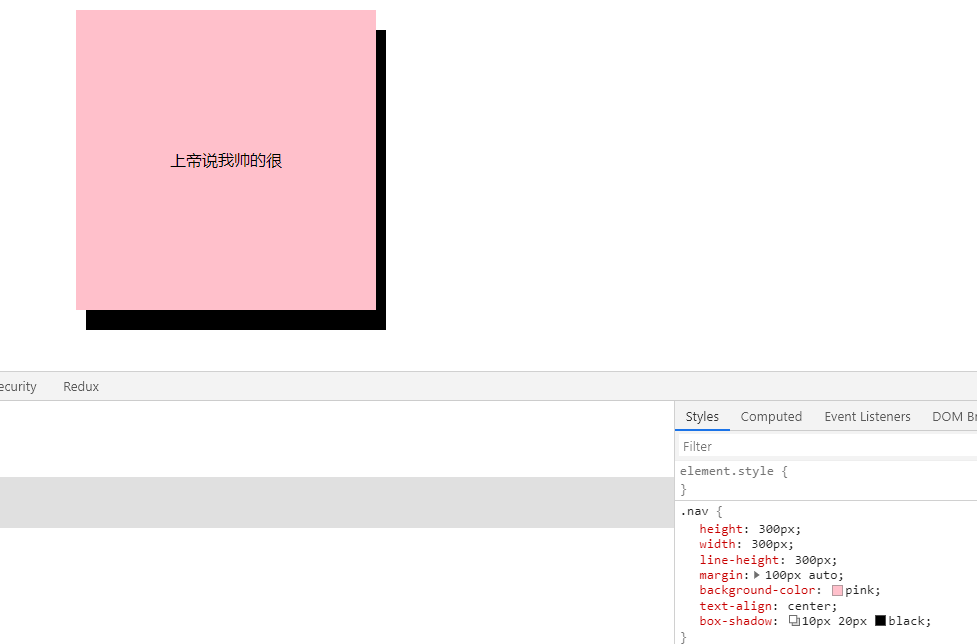 上帝说我帅的很
ecurity Redux
Styles Computed Event Listeners DOM Br
Filter
element.style {
}
.nav {
height: 300px;
width: 300px;
line-height: 300px;
margin: 100px auto;
background-color: pink;
text-align: center;
box-shadow: 10px 20px black;
}